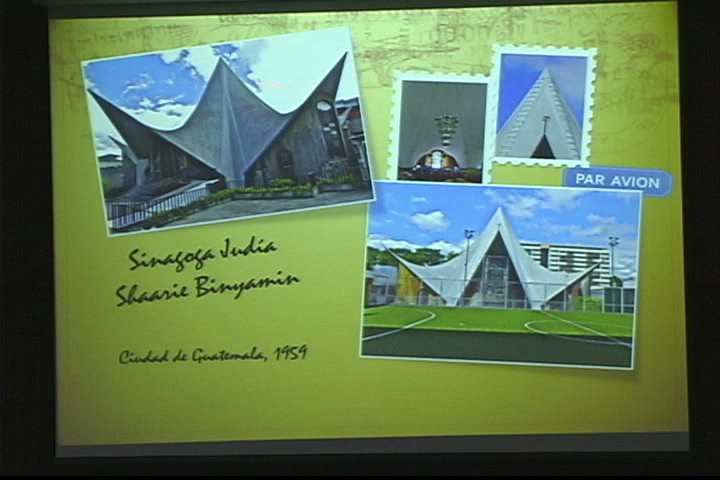 PAR AVION
Sinagoga Judía
Shaarie Binyamin
Ciudad de Guatemala, 1959